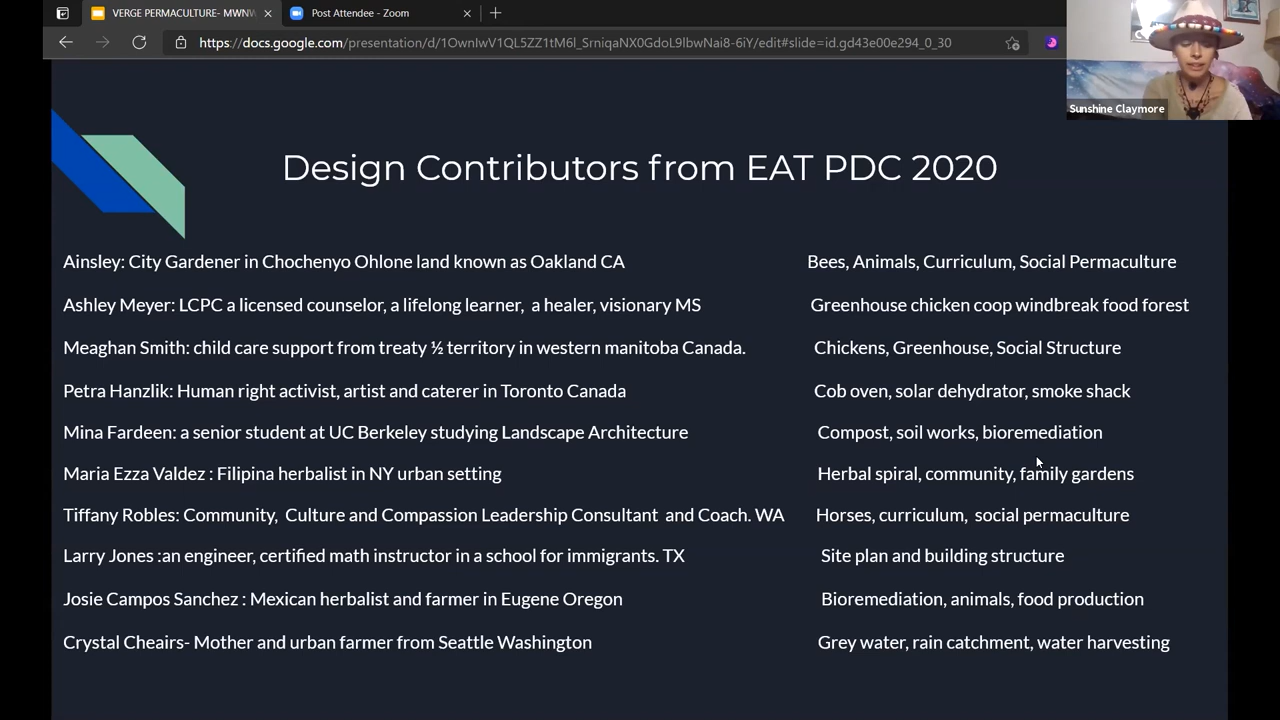 VERGE PERMACULTURE- MWNW
Post Attendee - Zoom
https://docs.google.com/presentation/d/1OwnIwV1QL5ZZ1tM6l_SrniqaNX0GdoL9lbwNai8-6iY/edit#slide=id.gd43e00e294_0_30
Sunshine Claymore
Design Contributors from EAT PDC 2020
Ainsley: City Gardener in Chochenyo Ohlone land known as Oakland CA Bees, Animals, Curriculum, Social Permaculture
Ashley Meyer: LCPC a licensed counselor, a lifelong learner, a healer, visionary MS Greenhouse chicken coop windbreak food forest
Meaghan Smith: child care support from treaty ½ territory in western manitoba Canada. Chickens, Greenhouse, Social Structure
Petra Hanzlik: Human right activist, artist and caterer in Toronto Canada Cob oven, solar dehydrator, smoke shack
Mina Fardeen: a senior student at UC Berkeley studying Landscape Architecture Compost, soil works, bioremediation
Maria Ezza Valdez : Filipina herbalist in NY urban setting Herbal spiral, community, family gardens
Tiffany Robles: Community, Culture and Compassion Leadership Consultant and Coach. WA Horses, curriculum, social permaculture
Larry Jones :an engineer, certified math instructor in a school for immigrants. TX Site plan and building structure
Josie Campos Sanchez : Mexican herbalist and farmer in Eugene Oregon Bioremediation, animals, food production
Crystal Cheairs- Mother and urban farmer from Seattle Washington Grey water, rain catchment, water harvesting